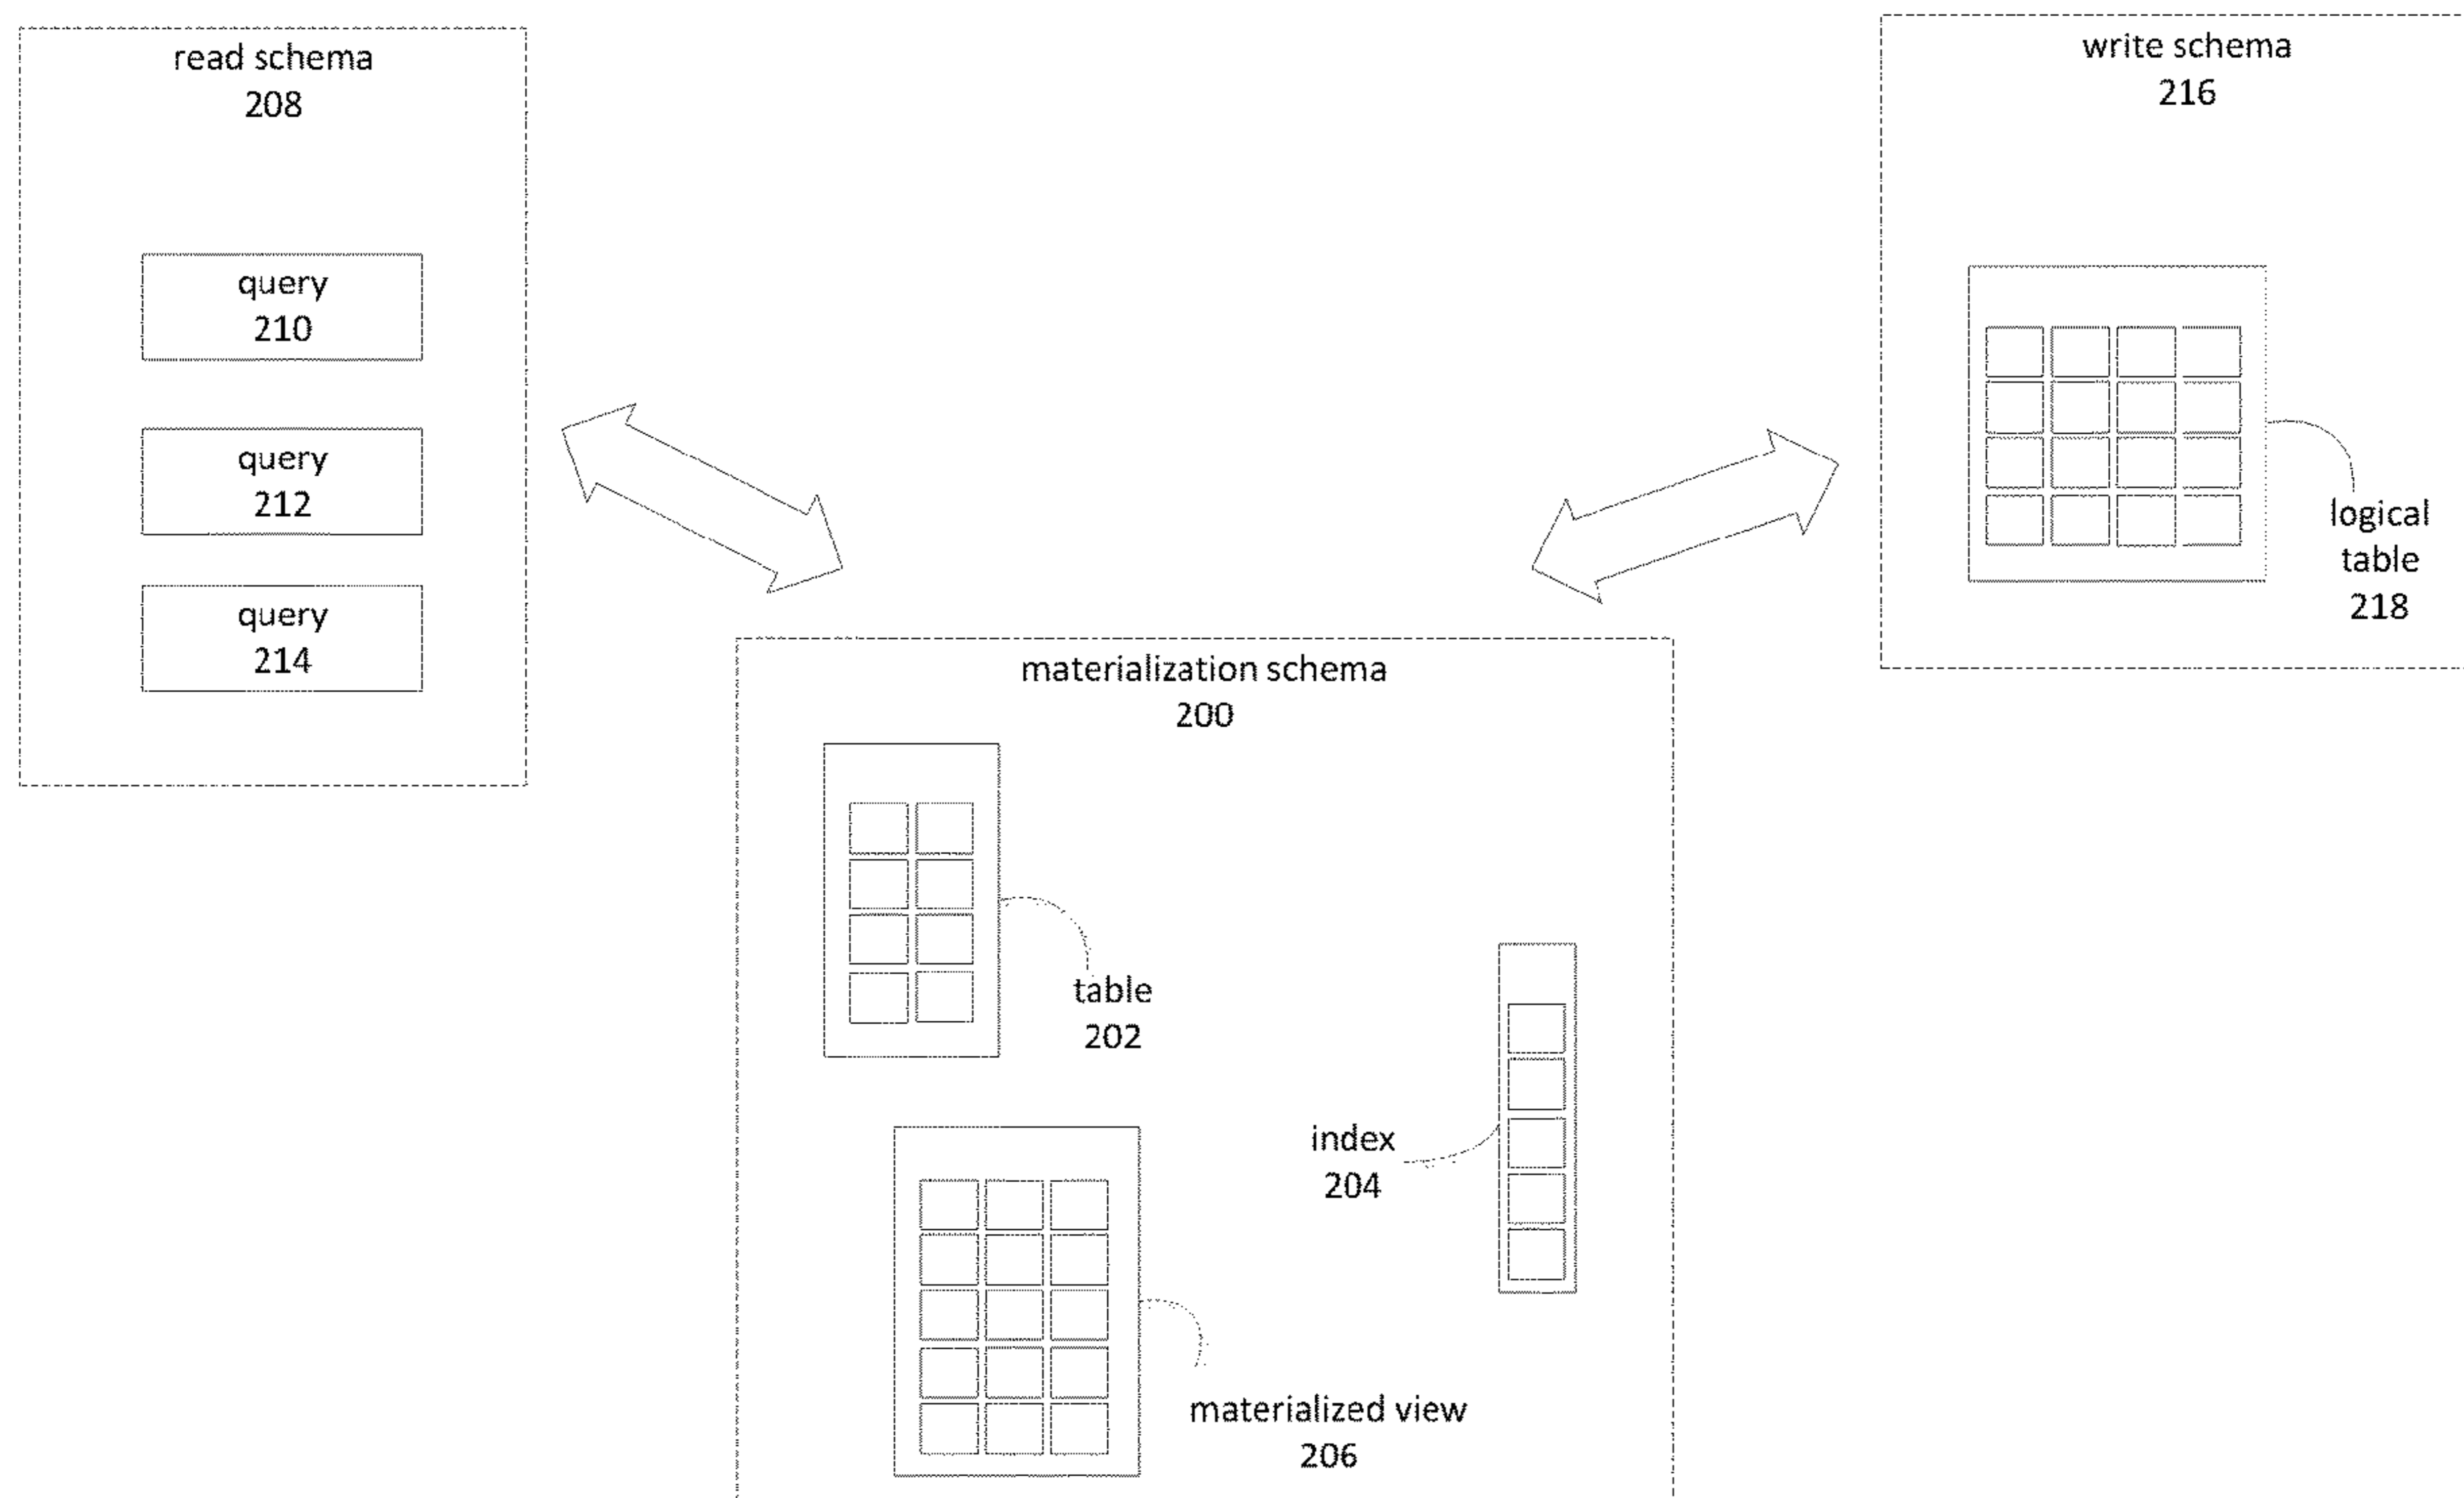 read schema
208
query
210
query
212
query
214
write schema
216
logical
table
218
materialization schema
200
table
202
index
204
materialized view
206